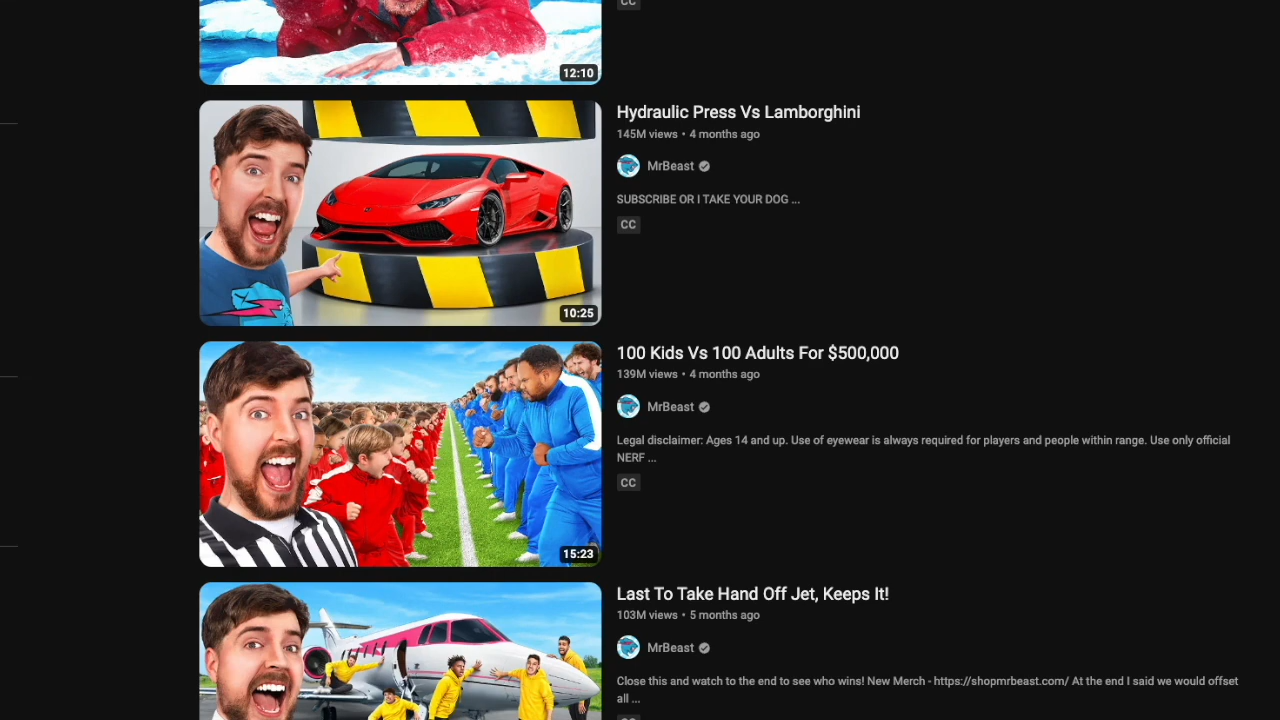 CC
12:10
Hydraulic Press Vs Lamborghini
145M views • 4 months ago
MrBeast
SUBSCRIBE OR I TAKE YOUR DOG ...
CC
10:25
100 Kids Vs 100 Adults For $500,000
139M views • 4 months ago
MrBeast
Legal disclaimer: Ages 14 and up. Use of eyewear is always required for players and people within range. Use only official
NERF ...
CC
15:23
Last To Take Hand Off Jet, Keeps It!
103M views • 5 months ago
MrBeast
Close this and watch to the end to see who wins! New Merch - https://shopmrbeast.com/ At the end I said we would offset
all ...
CC